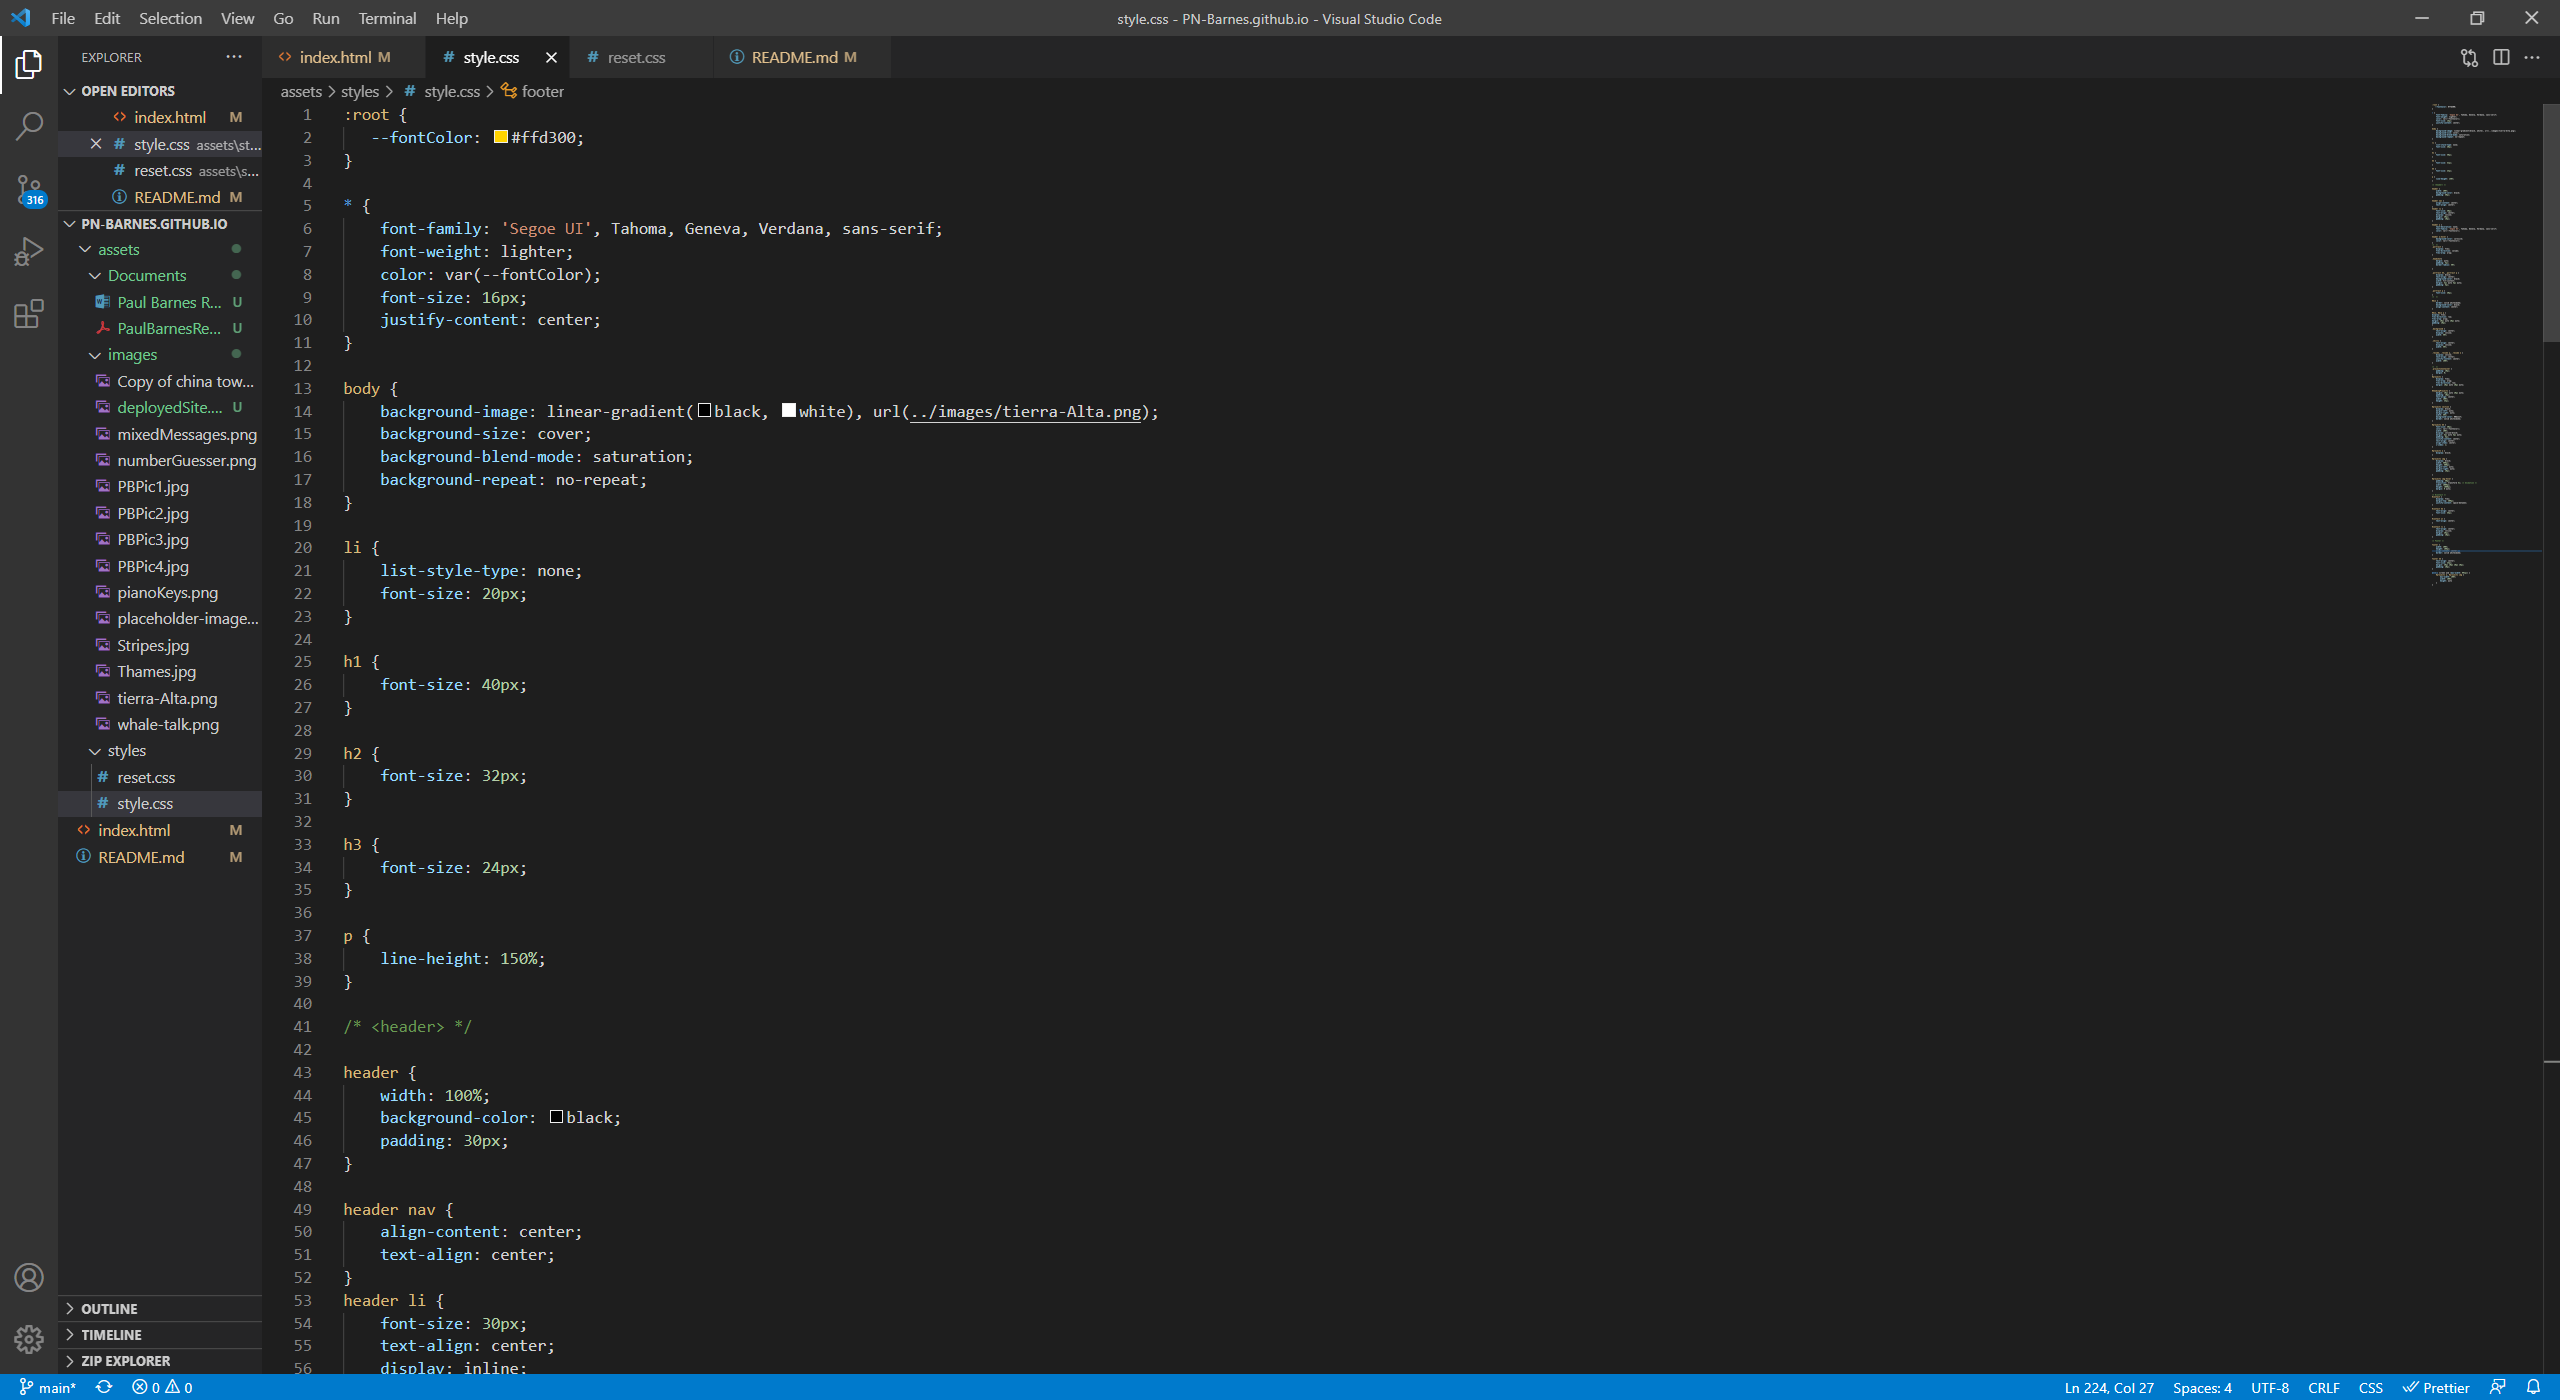 File Edit Selection View Go Run Terminal Help
style.css - PN-Barnes.github.io - Visual Studio Code
EXPLORER
OPEN EDITORS
index.html M
style.css assets\st...
reset.css assets\s...
README.md M
PN-BARNES.GITHUB.IO
assets
Documents
Paul Barnes R... U
PaulBarnesRe... U
images
Copy of china tow...
deployedSite.... U
mixedMessages.png
numberGuesser.png
PBPic1.jpg
PBPic2.jpg
PBPic3.jpg
PBPic4.jpg
pianoKeys.png
placeholder-image...
Stripes.jpg
Thames.jpg
tierra-Alta.png
whale-talk.png
styles
reset.css
style.css
index.html M
README.md M
OUTLINE
TIMELINE
ZIP EXPLORER
316
index.html M style.css reset.css README.md M
assets > styles > style.css > footer
1 :root {
2 --fontColor: #ffd300;
3 }
4
5 * {
6 font-family: 'Segoe UI', Tahoma, Geneva, Verdana, sans-serif;
7 font-weight: lighter;
8 color: var(--fontColor);
9 font-size: 16px;
10 justify-content: center;
11 }
12
13 body {
14 background-image: linear-gradient(black, white), url(../images/tierra-Alta.png);
15 background-size: cover;
16 background-blend-mode: saturation;
17 background-repeat: no-repeat;
18 }
19
20 li {
21 list-style-type: none;
22 font-size: 20px;
23 }
24
25 h1 {
26 font-size: 40px;
27 }
28
29 h2 {
30 font-size: 32px;
31 }
32
33 h3 {
34 font-size: 24px;
35 }
36
37 p {
38 line-height: 150%;
39 }
40
41 /* <header> */
42
43 header {
44 width: 100%;
45 background-color: black;
46 padding: 30px;
47 }
48
49 header nav {
50 align-content: center;
51 text-align: center;
52 }
53 header li {
54 font-size: 30px;
55 text-align: center;
56 display: inline;
main* 0 0
Ln 224, Col 27 Spaces: 4 UTF-8 CRLF CSS Prettier